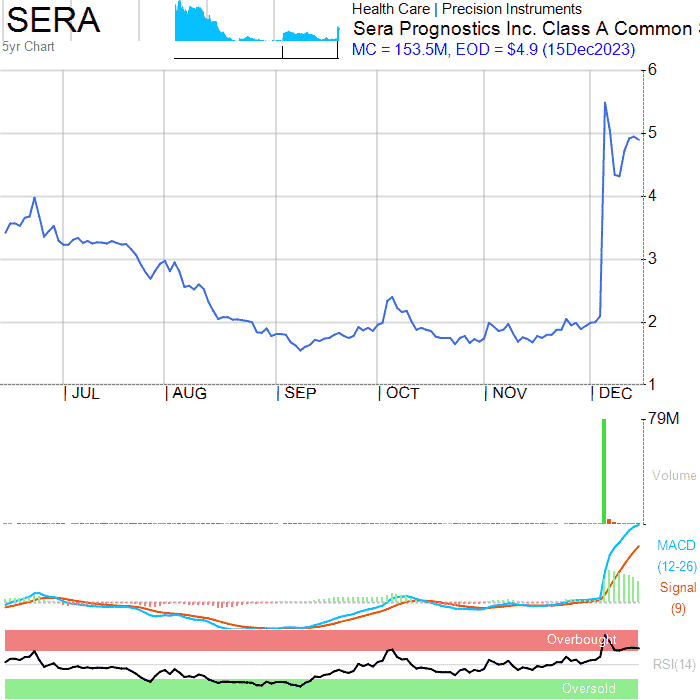 SERA
5yr Chart
Health Care | Precision Instruments
Sera Prognostics Inc. Class A Common
MC = 153.5M, EOD = $4.9 (15Dec2023)
6
5
4
3
2
1
| JUL | AUG | SEP | OCT | NOV | DEC
79M
Volume
MACD
(12-26)
Signal
(9)
Overbought
RSI(14)
Oversold